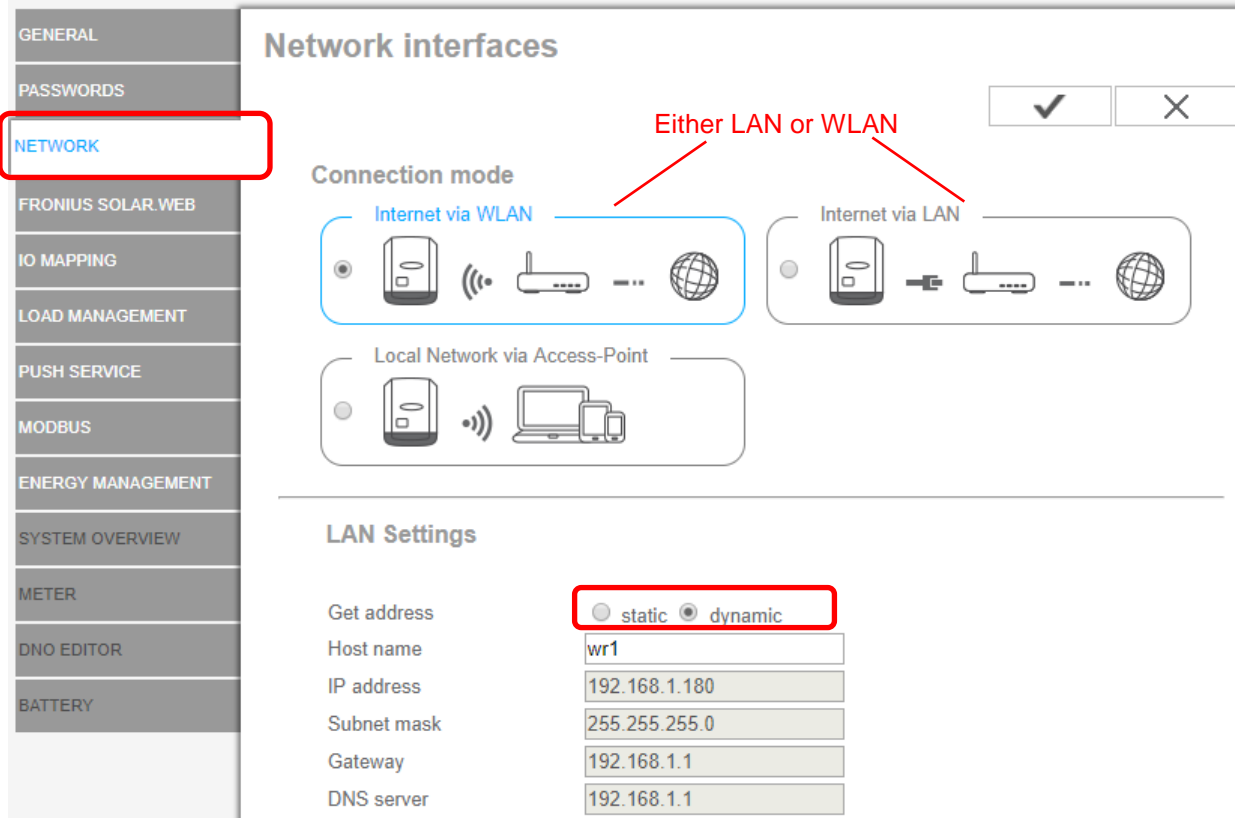 GENERAL
PASSWORDS
NETWORK
FRONIUS SOLAR.WEB
IO MAPPING
LOAD MANAGEMENT
PUSH SERVICE
MODBUS
ENERGY MANAGEMENT
SYSTEM OVERVIEW
METER
DNO EDITOR
BATTERY
Network interfaces
Either LAN or WLAN
Connection mode
Internet via WLAN
Internet via LAN
Local Network via Access-Point
LAN Settings
Get address static dynamic
Host name wr1
IP address 192.168.1.180
Subnet mask 255.255.255.0
Gateway 192.168.1.1
DNS server 192.168.1.1